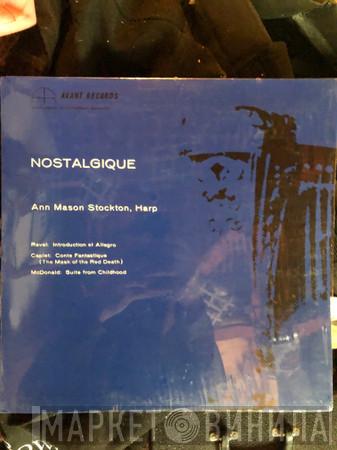 AVANT RECORDS
NOSTALGIQUE
Ann Mason Stockton, Harp
Ravel: Introduction et Allegro
Caplet: Conte Fantastique
(The Mask of the Red Death)
McDonald: Suite from Childhood
МАРКЕТ ВИНИЛА